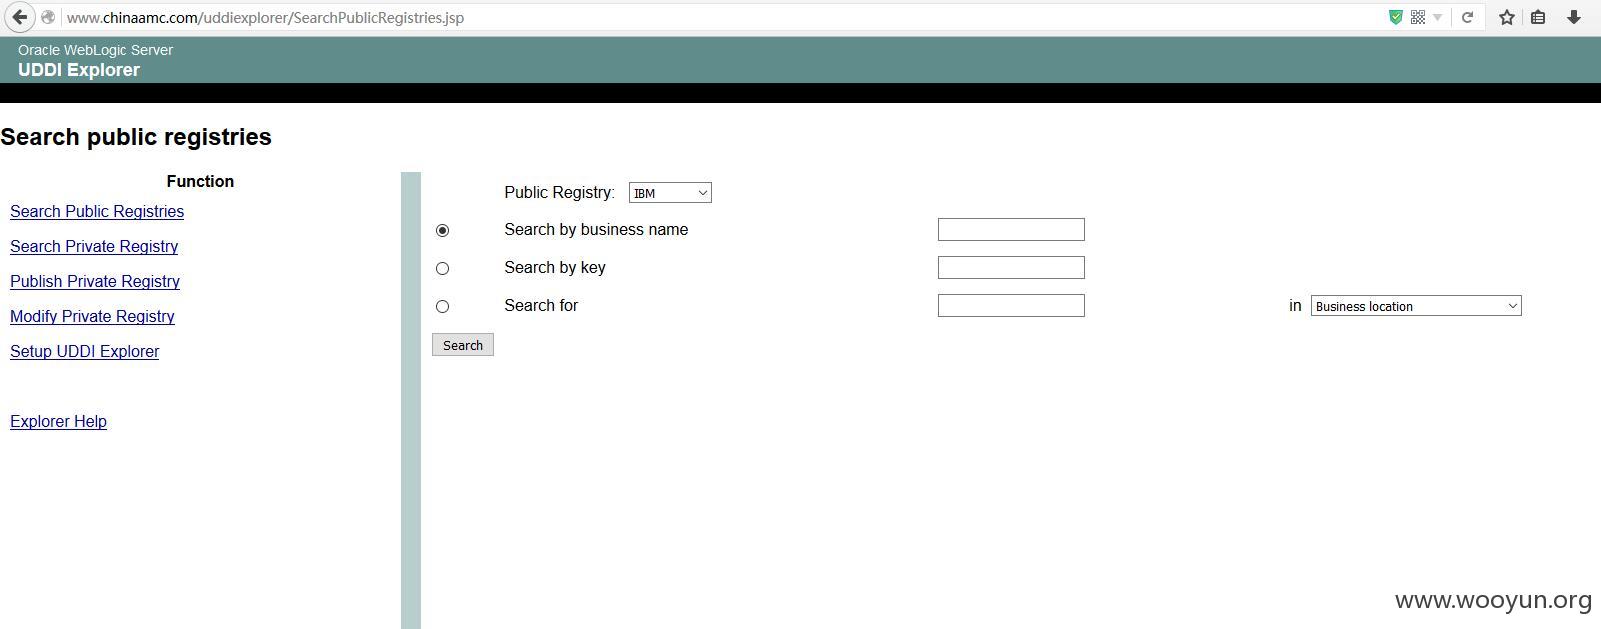 www.chinaamc.com/uddiexplorer/SearchPublicRegistries.jsp
Oracle WebLogic Server
UDDI Explorer
Search public registries
Function
Search Public Registries
Search Private Registry
Publish Private Registry
Modify Private Registry
Setup UDDI Explorer
Explorer Help
Public Registry: IBM
Search by business name
Search by key
Search for in Business location
Search
www.wooyun.org